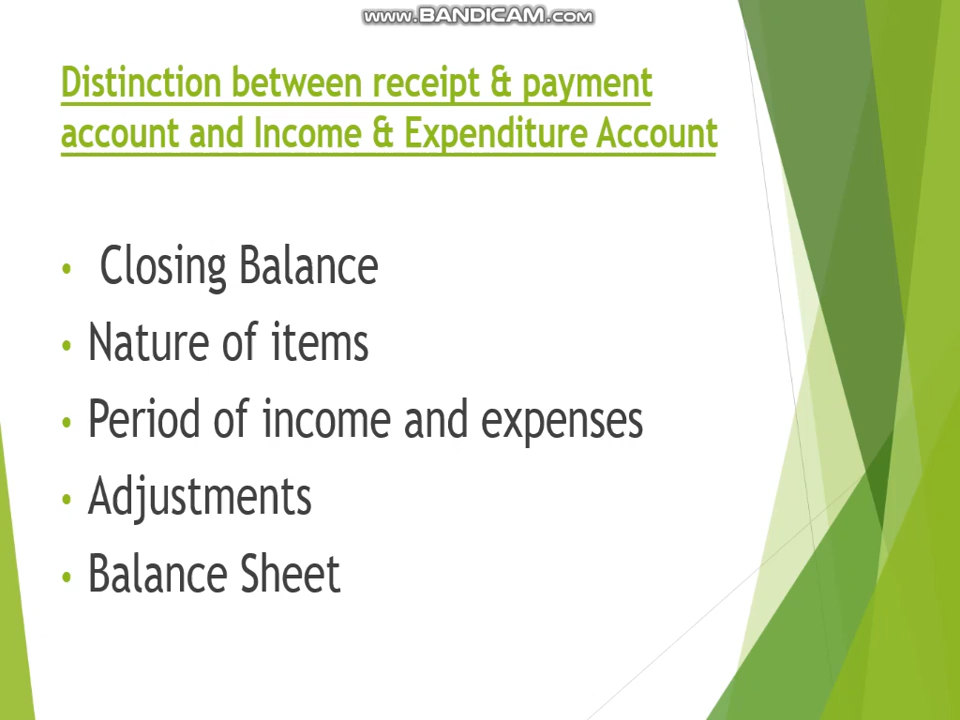 www.BANDICAM.com
Distinction between receipt & payment
account and Income & Expenditure Account
• Closing Balance
• Nature of items
• Period of income and expenses
• Adjustments
• Balance Sheet